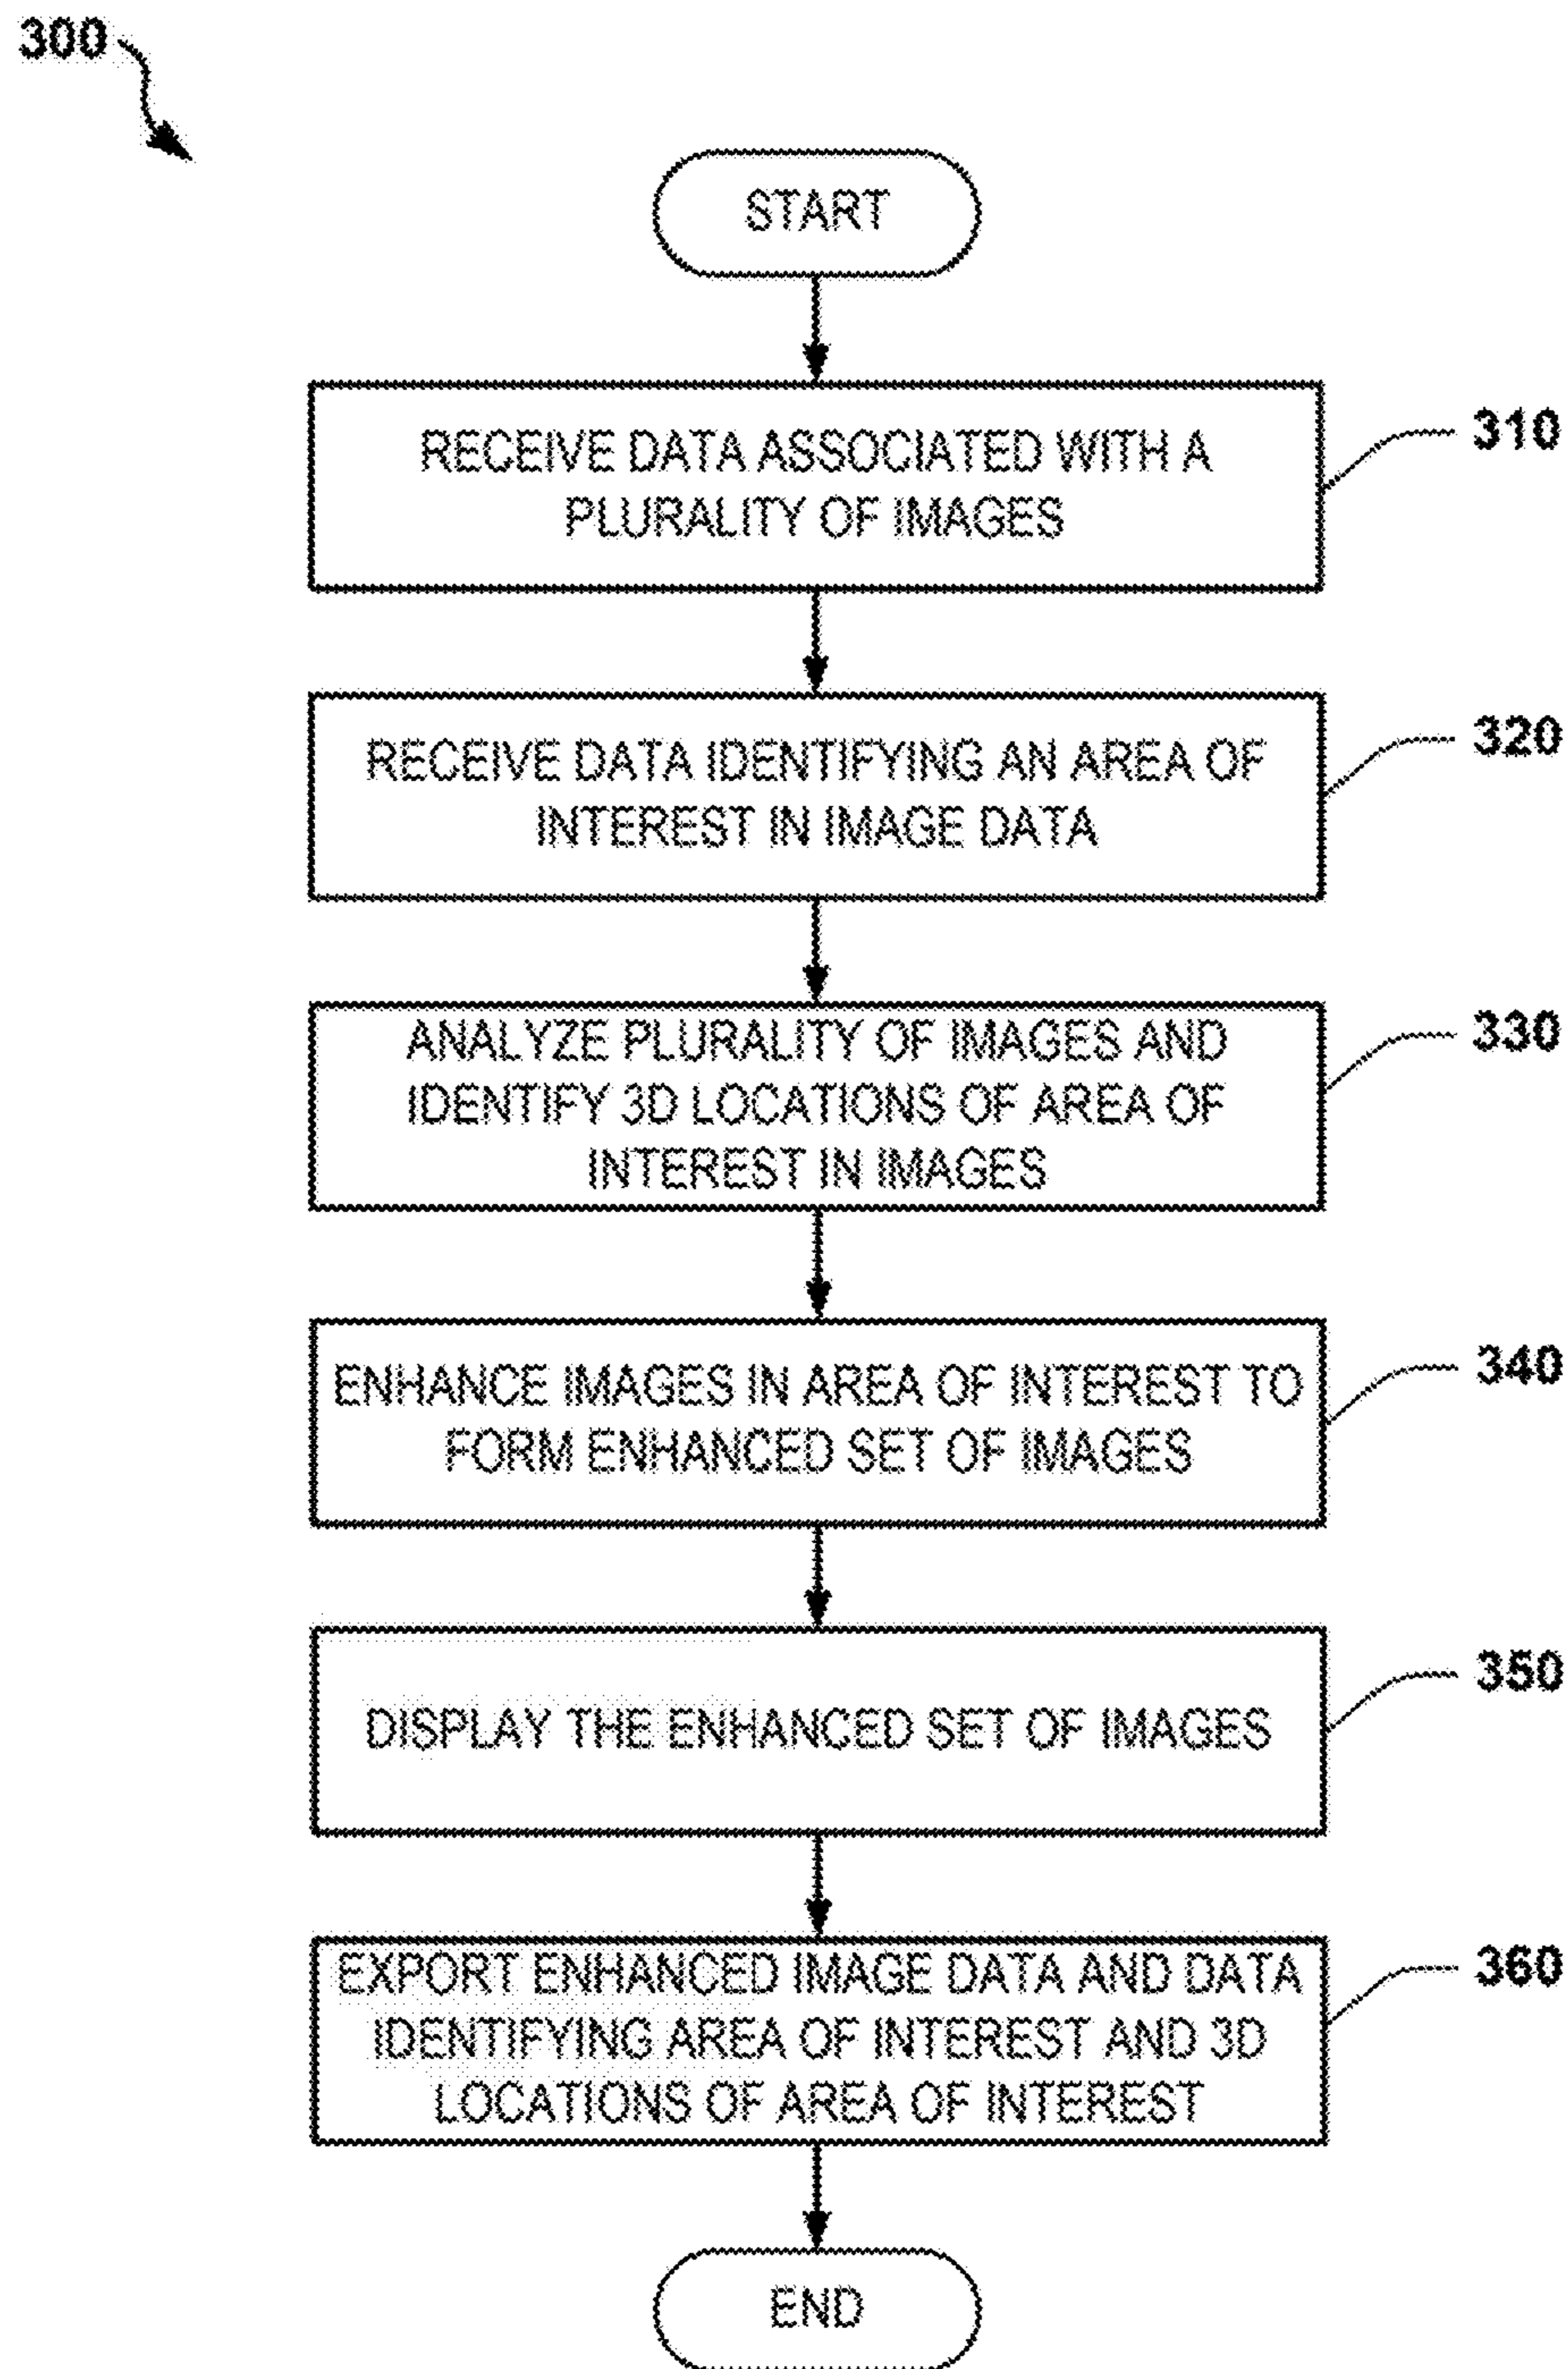 300
START
RECEIVE DATA ASSOCIATED WITH A
PLURALITY OF IMAGES
310
RECEIVE DATA IDENTIFYING AN AREA OF
INTEREST IN IMAGE DATA
320
ANALYZE PLURALITY OF IMAGES AND
IDENTIFY 3D LOCATIONS OF AREA OF
INTEREST IN IMAGES
330
ENHANCE IMAGES IN AREA OF INTEREST TO
FORM ENHANCED SET OF IMAGES
340
DISPLAY THE ENHANCED SET OF IMAGES
350
EXPORT ENHANCED IMAGE DATA AND DATA
IDENTIFYING AREA OF INTEREST AND 3D
LOCATIONS OF AREA OF INTEREST
360
END